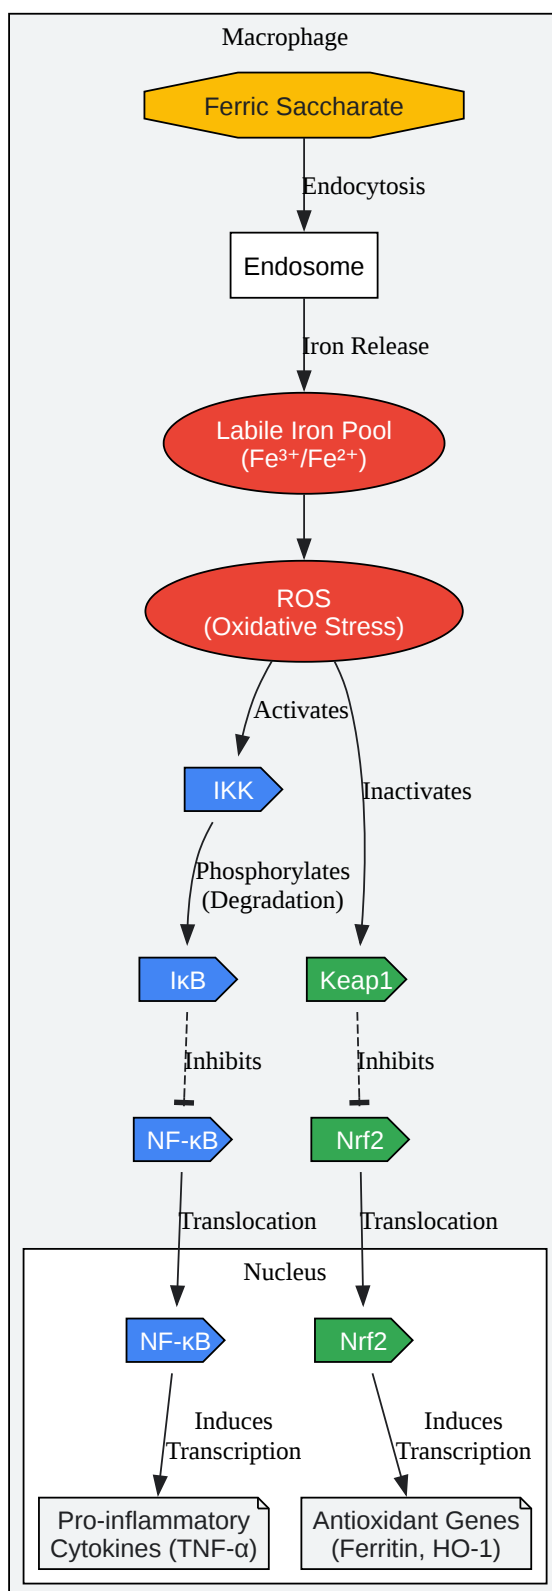 Macrophage
Ferric Saccharate
Endocytosis
Endosome
Iron Release
Labile Iron Pool
(Fe³⁺/Fe²⁺)
ROS
(Oxidative Stress)
Activates
IKK
Inactivates
Phosphorylates
(Degradation)
IκB
Keap1
Inhibits
Inhibits
NF-κB
Nrf2
Translocation
Translocation
Nucleus
NF-κB
Nrf2
Induces
Transcription
Induces
Transcription
Pro-inflammatory
Cytokines (TNF-α)
Antioxidant Genes
(Ferritin, HO-1)